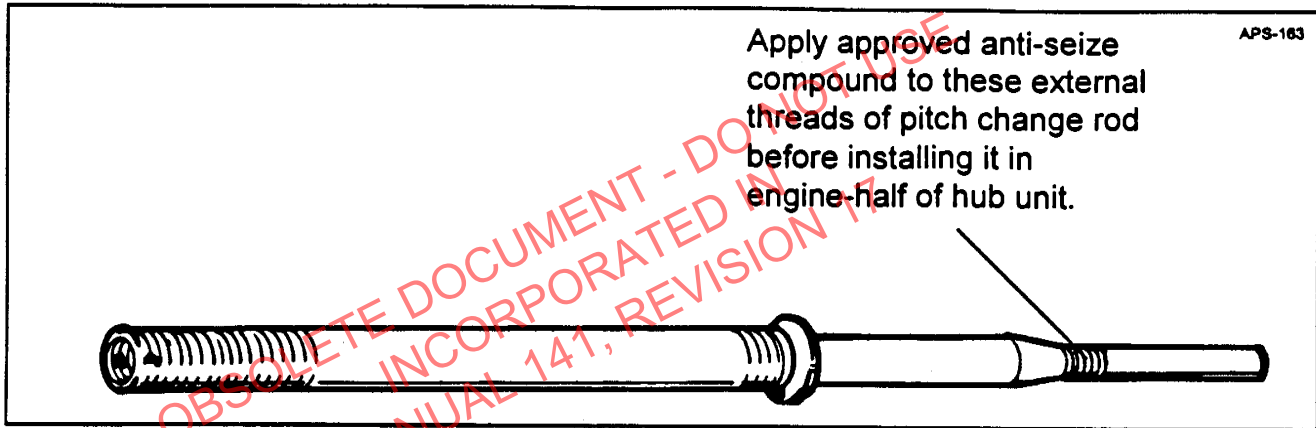 Apply approved anti-seize
compound to these external
threads of pitch change rod
before installing it in
engine-half of hub unit.
APS-163
OBSOLETE DOCUMENT - DO NOT USE
INCORPORATED IN
NUAL 141, REVISION 17